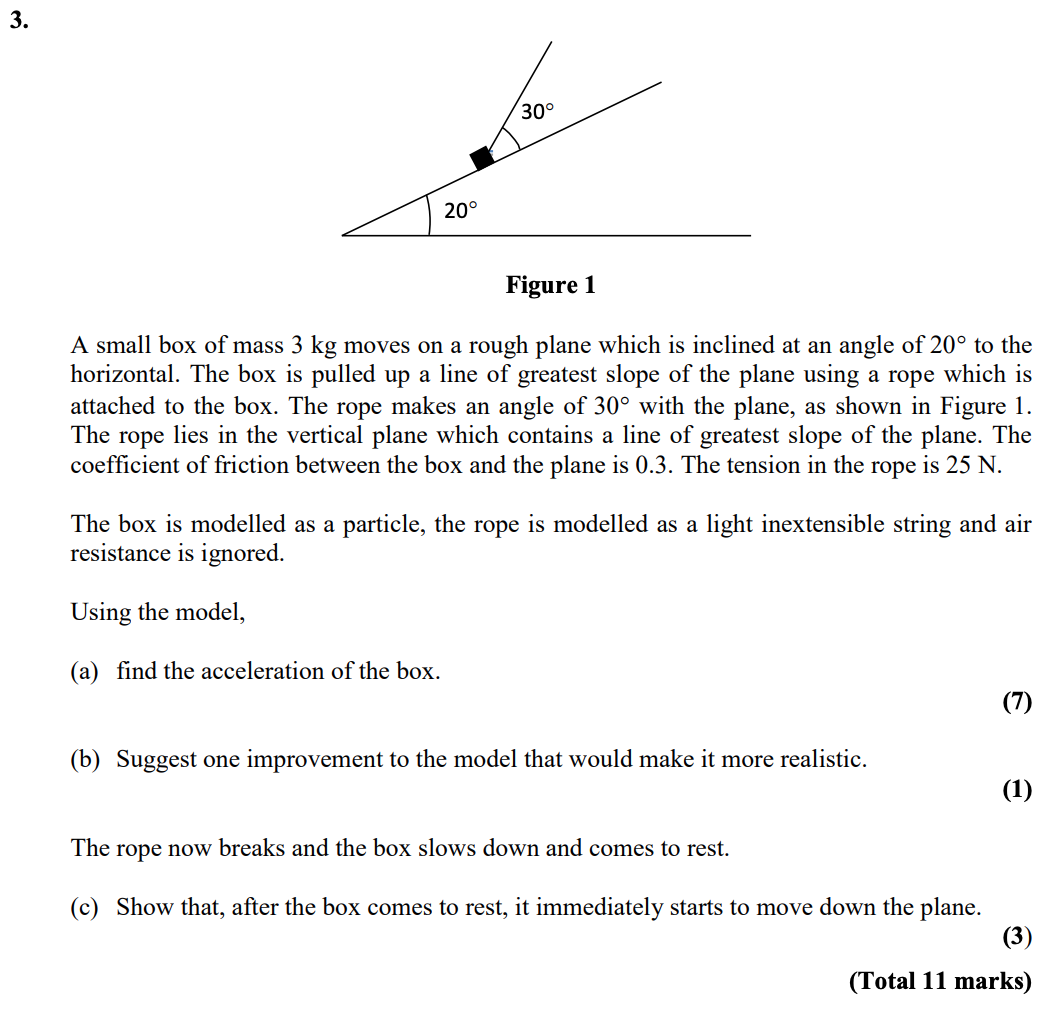 3.
30°
20°
Figure 1
A small box of mass 3 kg moves on a rough plane which is inclined at an angle of 20° to the
horizontal. The box is pulled up a line of greatest slope of the plane using a rope which is
attached to the box. The rope makes an angle of 30° with the plane, as shown in Figure 1.
The rope lies in the vertical plane which contains a line of greatest slope of the plane. The
coefficient of friction between the box and the plane is 0.3. The tension in the rope is 25 N.
The box is modelled as a particle, the rope is modelled as a light inextensible string and air
resistance is ignored.
Using the model,
(a) find the acceleration of the box.
(7)
(b) Suggest one improvement to the model that would make it more realistic.
(1)
The rope now breaks and the box slows down and comes to rest.
(c) Show that, after the box comes to rest, it immediately starts to move down the plane.
(3)
(Total 11 marks)